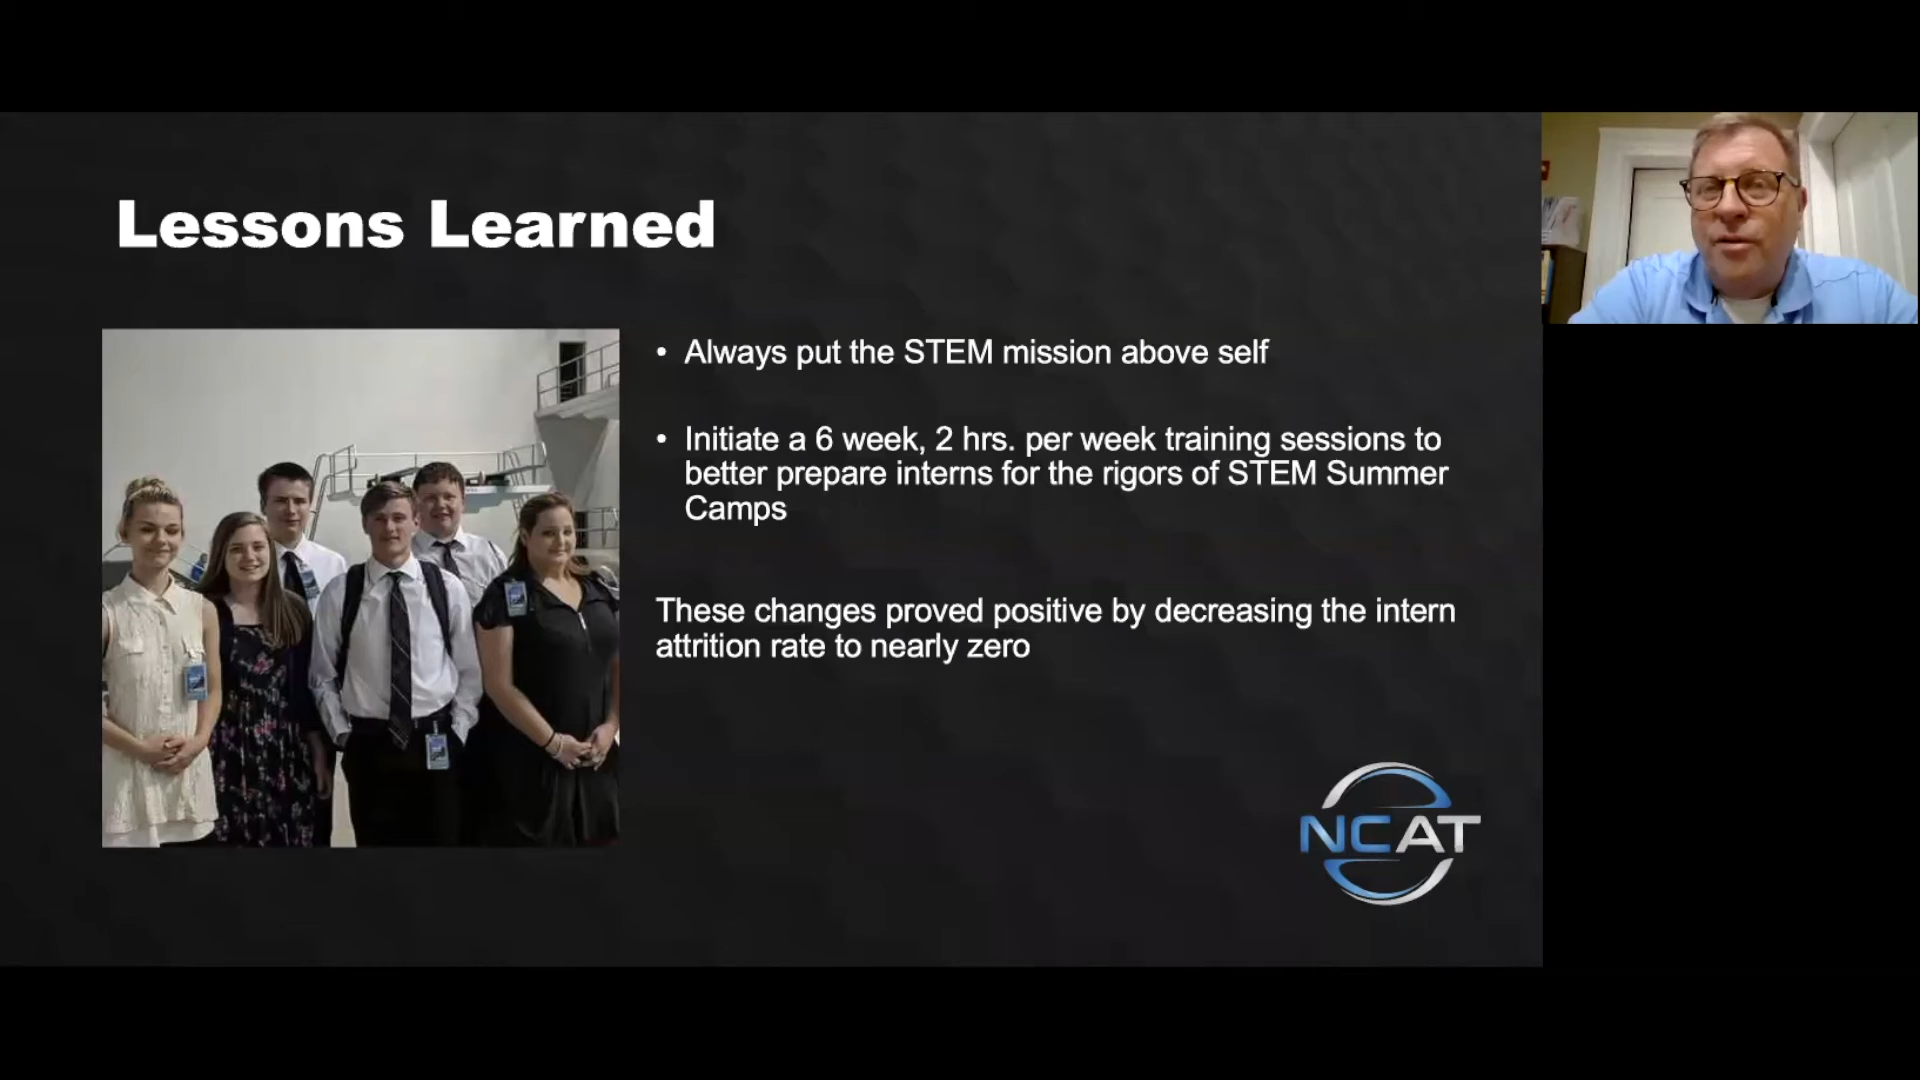 Lessons Learned
• Always put the STEM mission above self
• Initiate a 6 week, 2 hrs. per week training sessions to
better prepare interns for the rigors of STEM Summer
Camps
These changes proved positive by decreasing the intern
attrition rate to nearly zero
NCAT